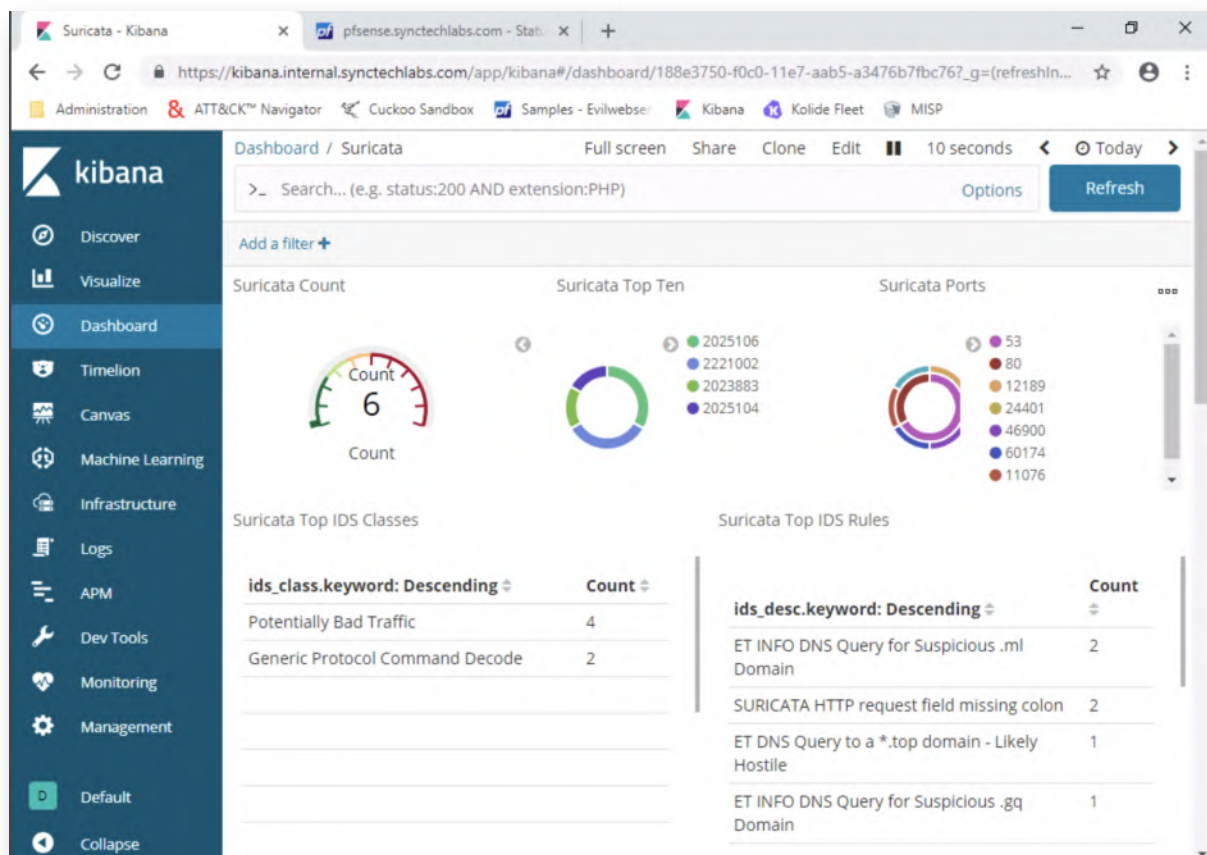 Suricata - Kibana
pfsense.synctechlabs.com - Stat
https://kibana.internal.synctechlabs.com/app/kibana#/dashboard/188e3750-f0c0-11e7-aab5-a3476b7fbc76?_g=(refreshIn...
Administration ATT&CK™ Navigator Cuckoo Sandbox Samples - Evilwebser Kibana Kolide Fleet MISP
kibana
Discover
Visualize
Dashboard
Timelion
Canvas
Machine Learning
Infrastructure
Logs
APM
Dev Tools
Monitoring
Management
D Default
Collapse
Dashboard / Suricata Full screen Share Clone Edit 10 seconds Today
>_ Search... (e.g. status:200 AND extension:PHP) Options Refresh
Add a filter +
Suricata Count
Count
6
Count
Suricata Top Ten
2025106
2221002
2023883
2025104
Suricata Ports
53
80
12189
24401
46900
60174
11076
Suricata Top IDS Classes
ids_class.keyword: Descending Count
Potentially Bad Traffic 4
Generic Protocol Command Decode 2
Suricata Top IDS Rules
ids_desc.keyword: Descending Count
ET INFO DNS Query for Suspicious .ml 2
Domain
SURICATA HTTP request field missing colon 2
ET DNS Query to a *.top domain - Likely 1
Hostile
ET INFO DNS Query for Suspicious .gq 1
Domain